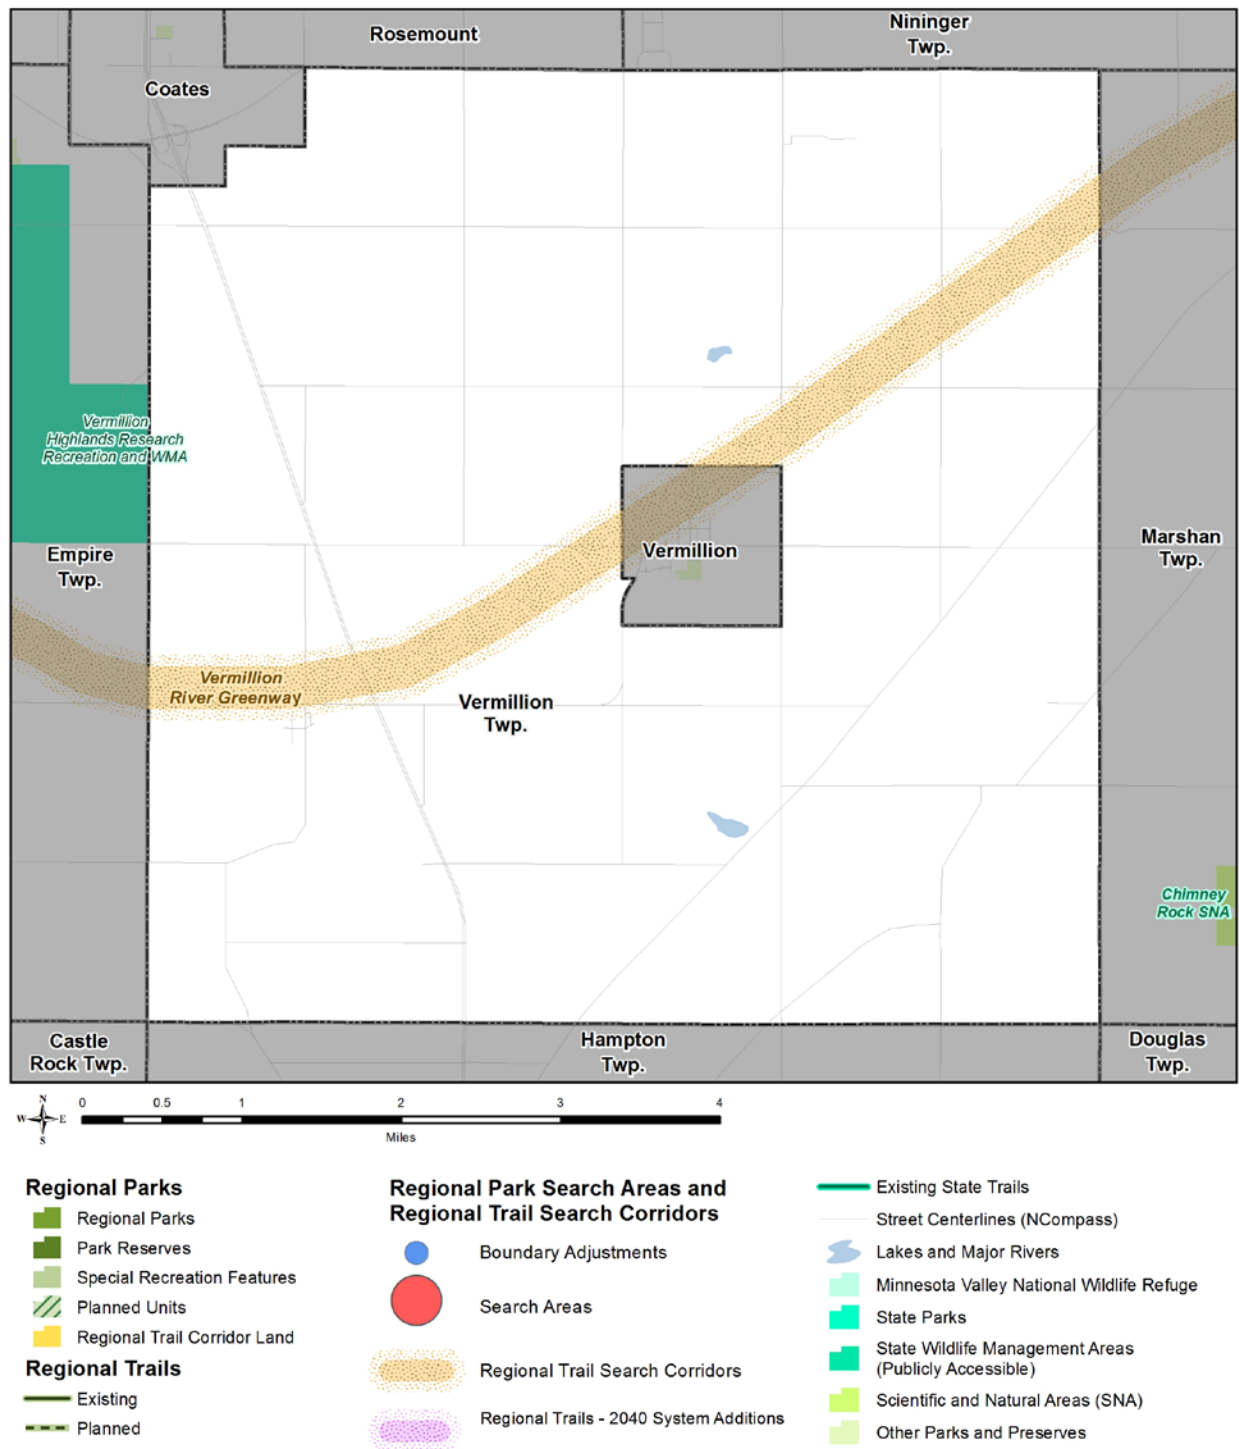 Rosemount
Nininger
Twp.
Coates
Vermillion
Highlands Research
Recreation and WMA
Empire
Twp.
Vermillion
Marshan
Twp.
Vermillion
River Greenway
Vermillion
Twp.
Chimney
Rock SNA
Castle
Rock Twp.
Hampton
Twp.
Douglas
Twp.
N
W E
S
0 0.5 1 2 3 4
Miles
Regional Parks
Regional Parks
Park Reserves
Special Recreation Features
Planned Units
Regional Trail Corridor Land
Regional Trails
Existing
Planned
Regional Park Search Areas and
Regional Trail Search Corridors
Boundary Adjustments
Search Areas
Regional Trail Search Corridors
Regional Trails - 2040 System Additions
Existing State Trails
Street Centerlines (NCompass)
Lakes and Major Rivers
Minnesota Valley National Wildlife Refuge
State Parks
State Wildlife Management Areas
(Publicly Accessible)
Scientific and Natural Areas (SNA)
Other Parks and Preserves